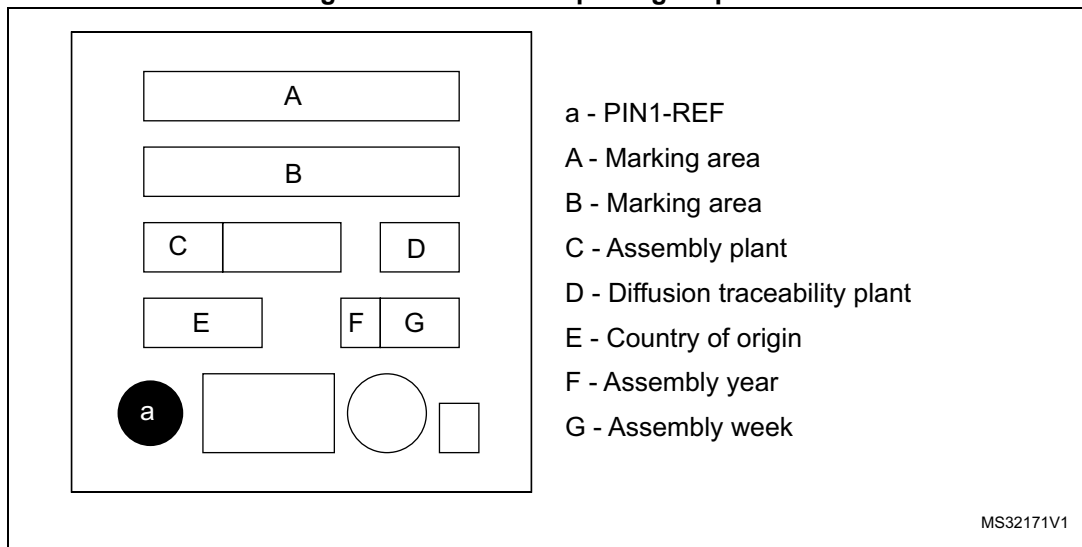 A
B
C
D
E
F
G
a
a - PIN1-REF
A - Marking area
B - Marking area
C - Assembly plant
D - Diffusion traceability plant
E - Country of origin
F - Assembly year
G - Assembly week
MS32171V1